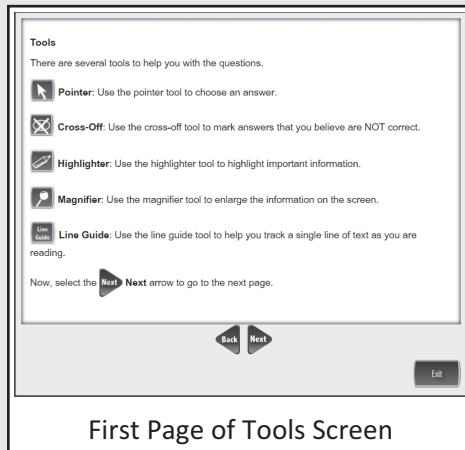 Tools
There are several tools to help you with the questions.
Pointer: Use the pointer tool to choose an answer.
Cross-Off: Use the cross-off tool to mark answers that you believe are NOT correct.
Highlighter: Use the highlighter tool to highlight important information.
Magnifier: Use the magnifier tool to enlarge the information on the screen.
Line Guide Line Guide: Use the line guide tool to help you track a single line of text as you are
reading.
Now, select the Next Next arrow to go to the next page.
Back Next
Exit
First Page of Tools Screen